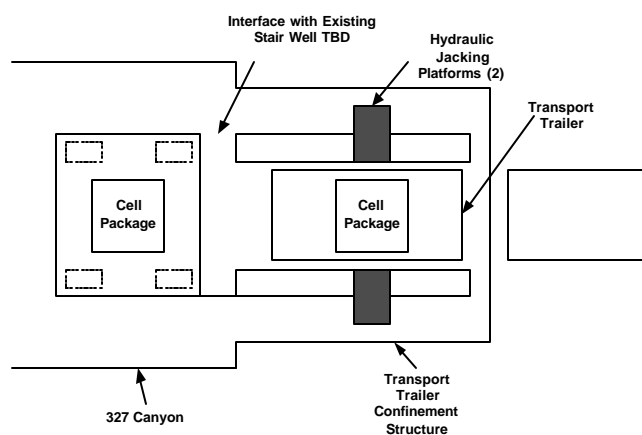 Interface with Existing
Stair Well TBD
Hydraulic
Jacking
Platforms (2)
Transport
Trailer
Cell
Package
Cell
Package
327 Canyon
Transport
Trailer
Confinement
Structure